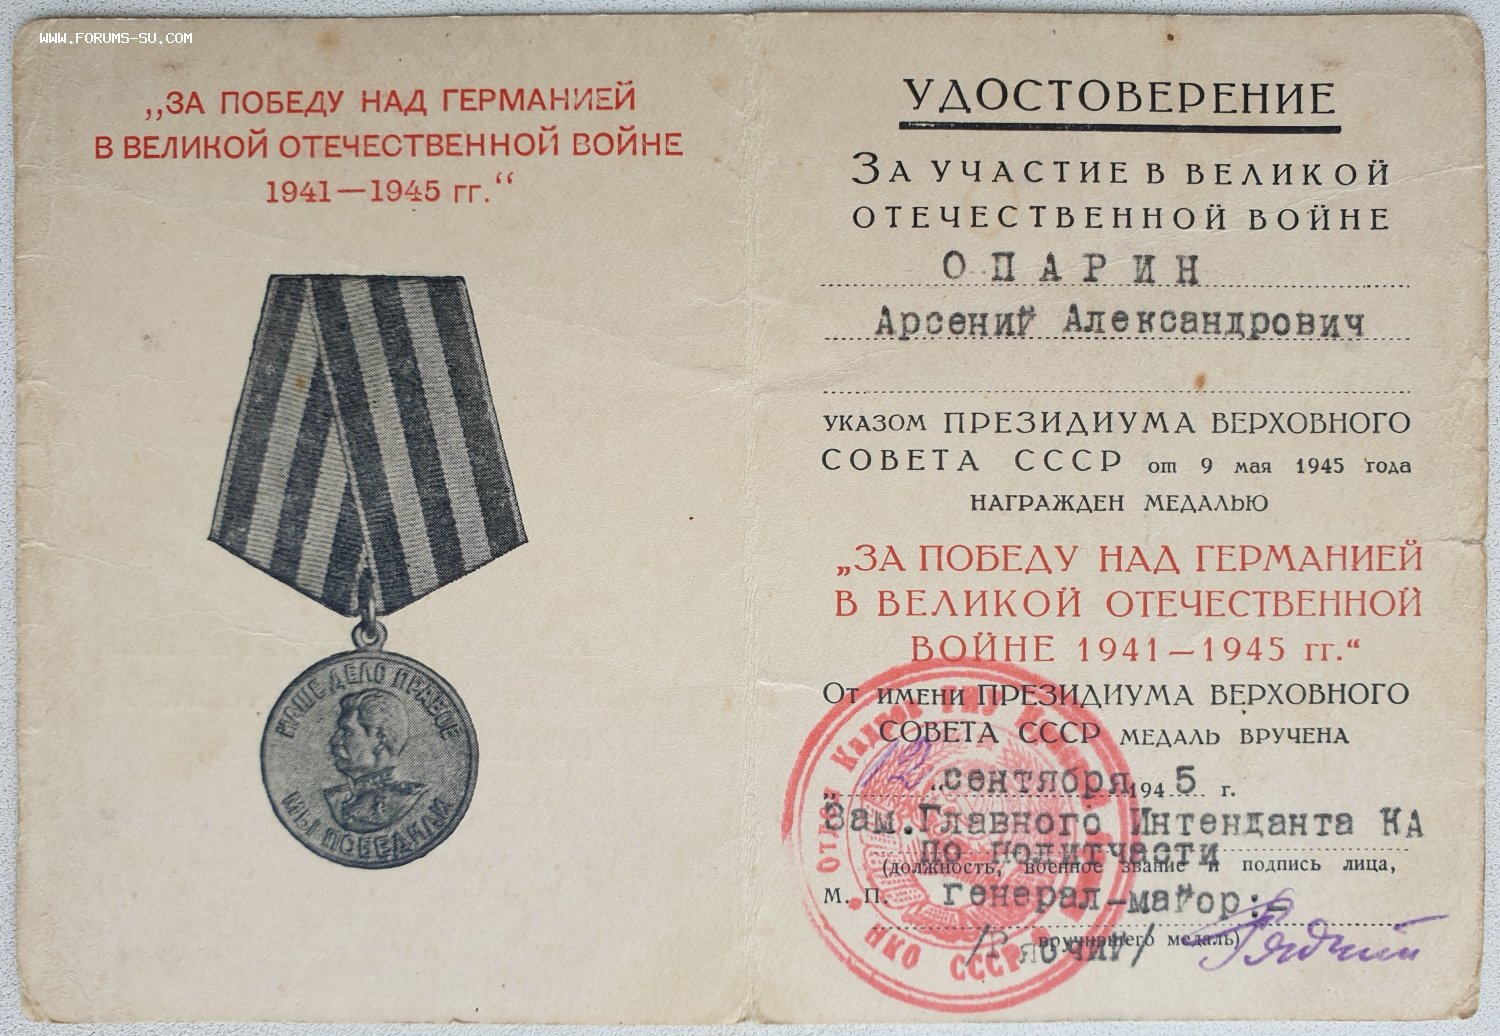 WWW.FORUMS-SU.COM
„ЗА ПОБЕДУ НАД ГЕРМАНИЕЙ
В ВЕЛИКОЙ ОТЕЧЕСТВЕННОЙ ВОЙНЕ
1941—1945 гг.“
НАШЕ ДЕЛО ПРАВОЕ
МЫ ПОБЕДИЛИ
УДОСТОВЕРЕНИЕ
ЗА УЧАСТИЕ В ВЕЛИКОЙ
ОТЕЧЕСТВЕННОЙ ВОЙНЕ
ОПАРИН
Арсений Александрович
УКАЗОМ ПРЕЗИДИУМА ВЕРХОВНОГО
СОВЕТА СССР от 9 мая 1945 года
НАГРАЖДЕН МЕДАЛЬЮ
„ЗА ПОБЕДУ НАД ГЕРМАНИЕЙ
В ВЕЛИКОЙ ОТЕЧЕСТВЕННОЙ
ВОЙНЕ 1941—1945 гг.“
ОТ ИМЕНИ ПРЕЗИДИУМА ВЕРХОВНОГО
СОВЕТА СССР МЕДАЛЬ ВРУЧЕНА
„12“ сентября 1945 г.
Зам.Главного Интенданта КА
по политчасти
(должность, военное звание и подпись лица,
М. П. генерал-майор:-
вручившего медаль)
/Рябчий/
Отдел Кадров
НКО СССР